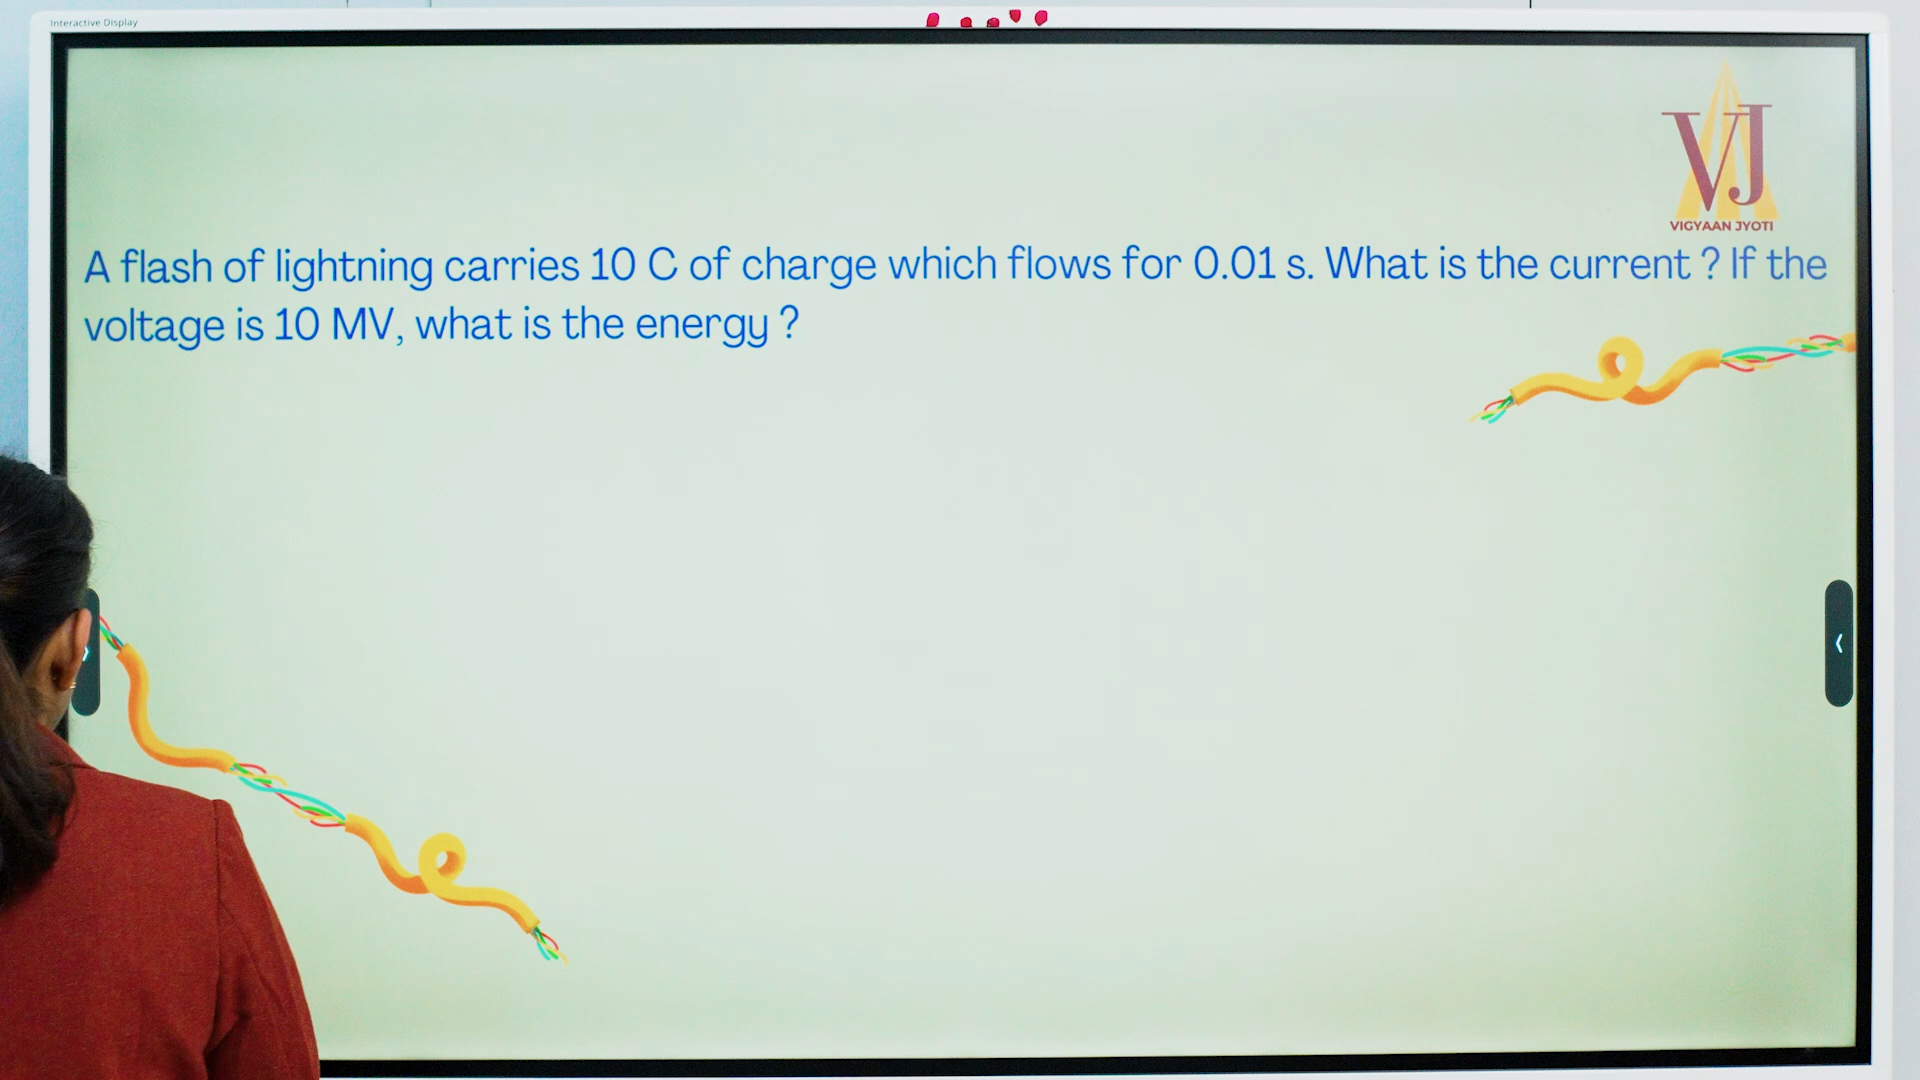 Interactive Display
VJ
VIGYAAN JYOTI
A flash of lightning carries 10 C of charge which flows for 0.01 s. What is the current ? If the
voltage is 10 MV, what is the energy ?